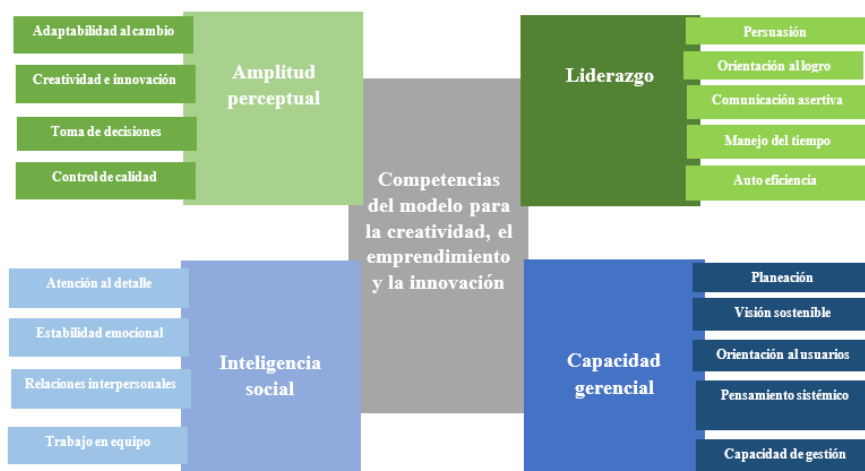 Adaptabilidad al cambio
Creatividad e innovación
Toma de decisiones
Control de calidad
Amplitud
perceptual
Liderazgo
Persuasión
Orientación al logro
Comunicación asertiva
Manejo del tiempo
Auto eficiencia
Competencias
del modelo para
la creatividad, el
emprendimiento
y la innovación
Atención al detalle
Estabilidad emocional
Relaciones interpersonales
Trabajo en equipo
Inteligencia
social
Capacidad
gerencial
Planeación
Visión sostenible
Orientación al usuarios
Pensamiento sistémico
Capacidad de gestión